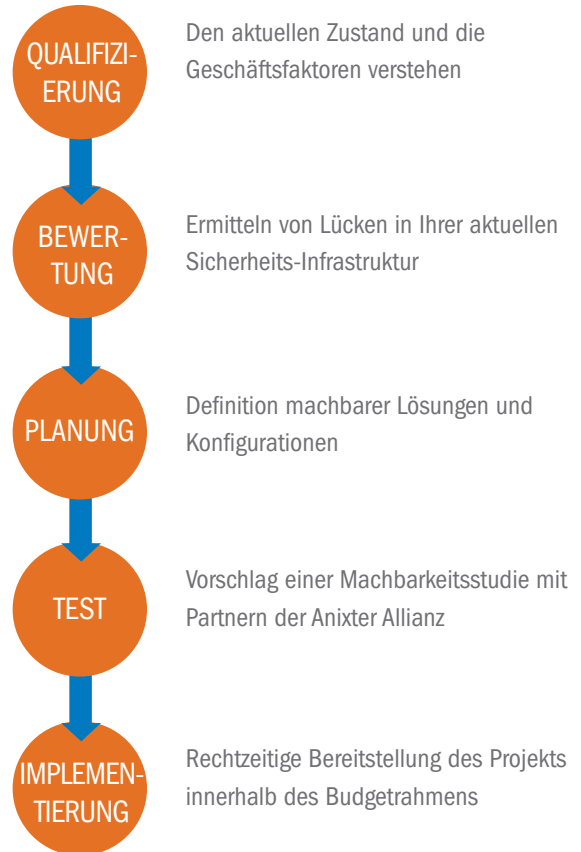 QUALIFIZI-
ERUNG
Den aktuellen Zustand und die
Geschäftsfaktoren verstehen
BEWER-
TUNG
Ermitteln von Lücken in Ihrer aktuellen
Sicherheits-Infrastruktur
PLANUNG
Definition machbarer Lösungen und
Konfigurationen
TEST
Vorschlag einer Machbarkeitsstudie mit
Partnern der Anixter Allianz
IMPLEMEN-
TIERUNG
Rechtzeitige Bereitstellung des Projekts
innerhalb des Budgetrahmens